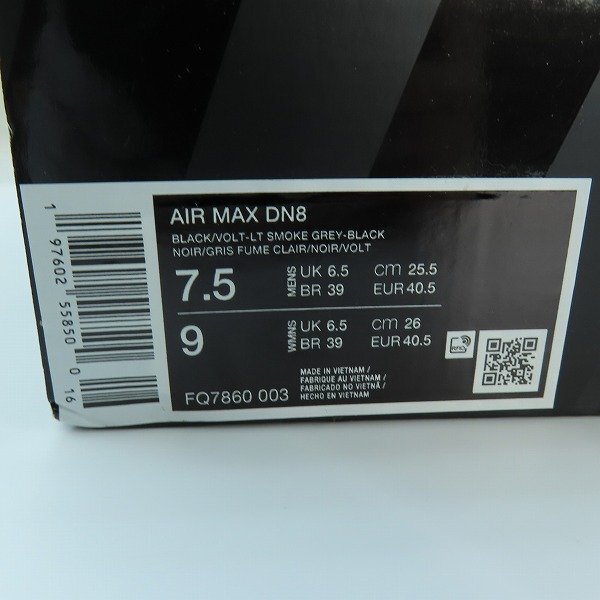 AIR MAX DN8
BLACK/VOLT-LT SMOKE GREY-BLACK
NOIR/GRIS FUME CLAIR/NOIR/VOLT
7.5 MENS UK 6.5 cm 25.5
BR 39 EUR 40.5
9 WMNS UK 6.5 cm 26
BR 39 EUR 40.5
MADE IN VIETNAM /
FABRIQUE AU VIETNAM /
FABRICADO NO VIETNÃ /
HECHO EN VIETNAM
FQ7860 003
1 97602 55850 0 16